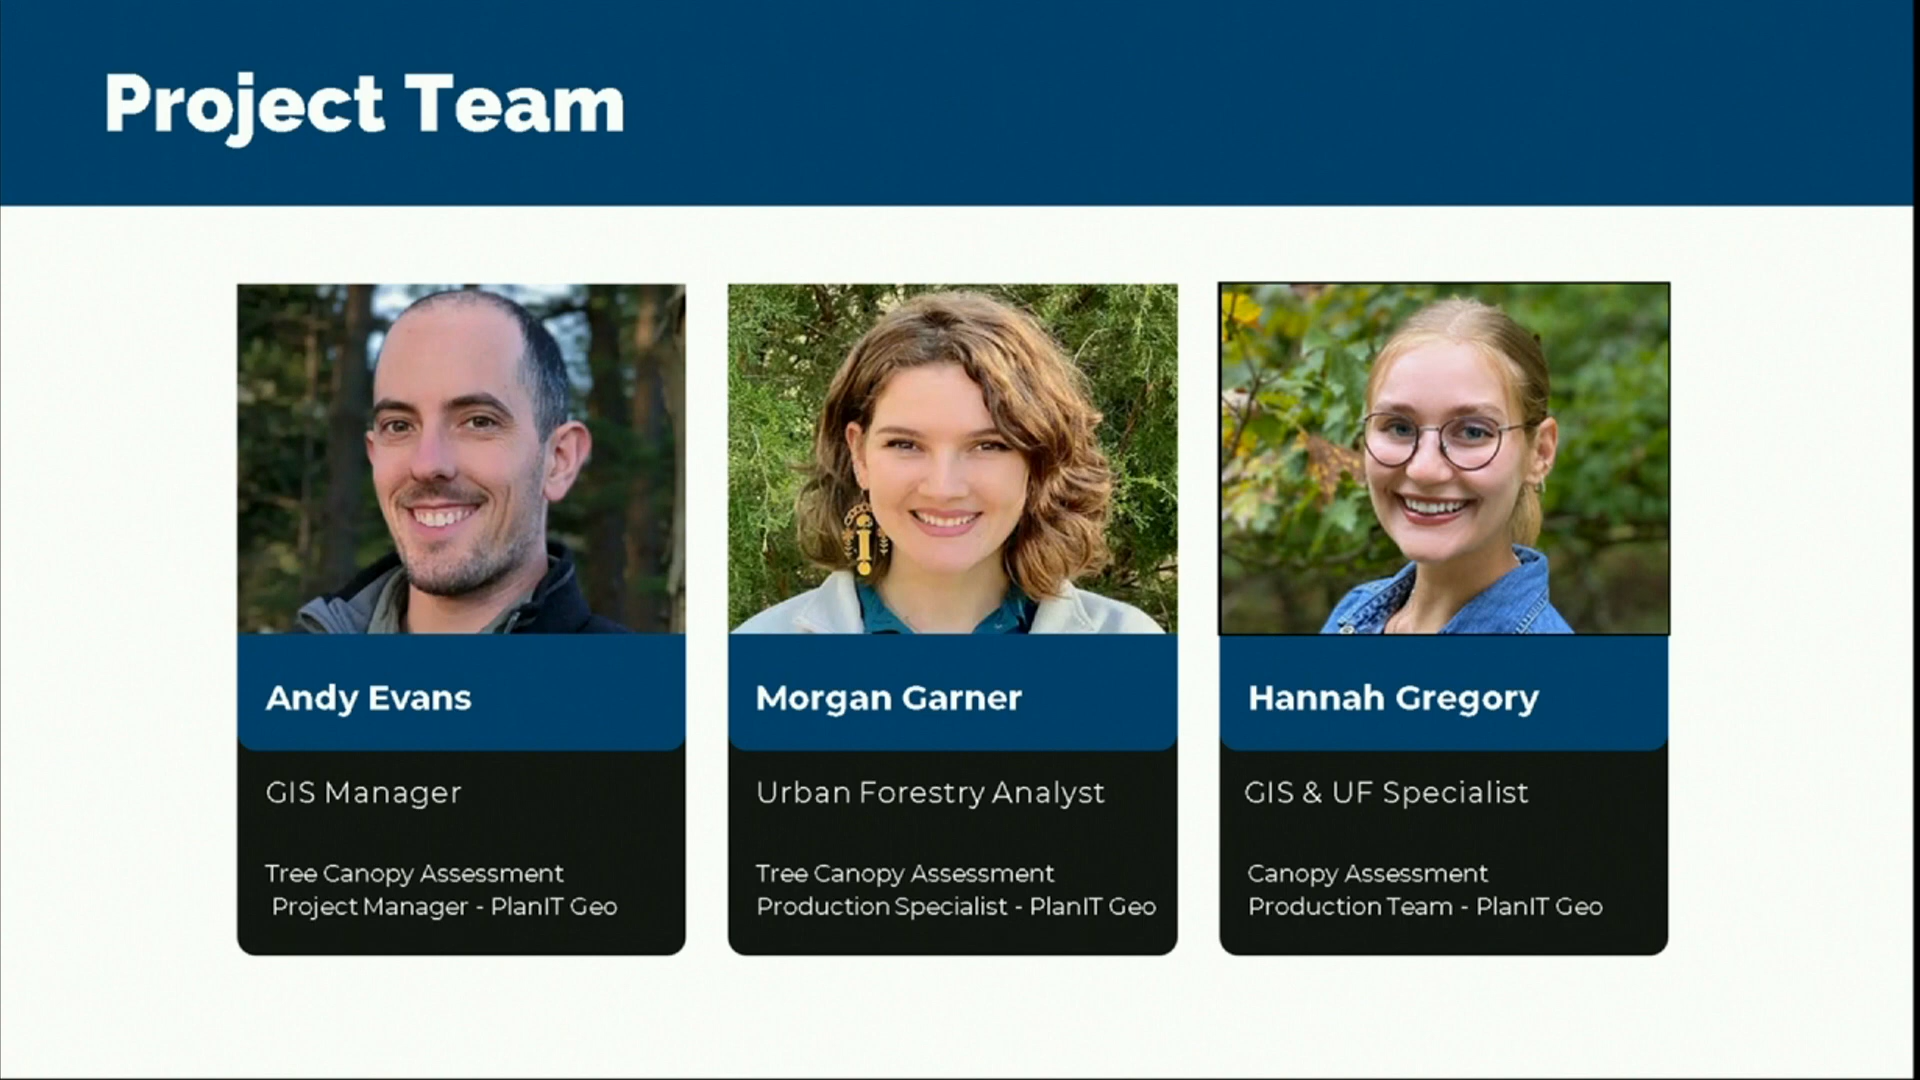 Project Team
Andy Evans
GIS Manager
Tree Canopy Assessment
Project Manager - PlanIT Geo
Morgan Garner
Urban Forestry Analyst
Tree Canopy Assessment
Production Specialist - PlanIT Geo
Hannah Gregory
GIS & UF Specialist
Canopy Assessment
Production Team - PlanIT Geo